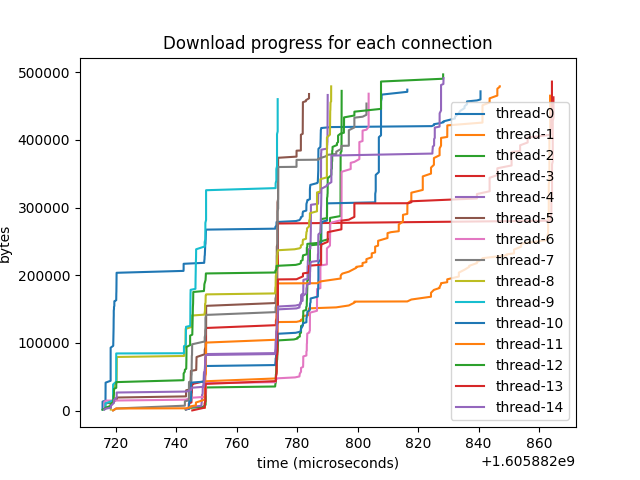 Download progress for each connection
500000
400000
300000
200000
100000
0
bytes
720 740 760 780 800 820 840 860
time (microseconds)
+1.605882e9
thread-0
thread-1
thread-2
thread-3
thread-4
thread-5
thread-6
thread-7
thread-8
thread-9
thread-10
thread-11
thread-12
thread-13
thread-14